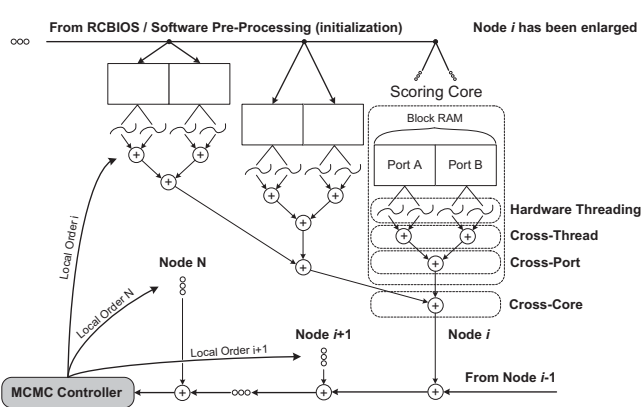 From RCBIOS / Software Pre-Processing (initialization)
Node i has been enlarged
Scoring Core
Block RAM
Port A
Port B
Hardware Threading
Cross-Thread
Cross-Port
Cross-Core
Local Order i
Node N
Local Order N
Node i+1
Node i
Local Order i+1
From Node i-1
MCMC Controller